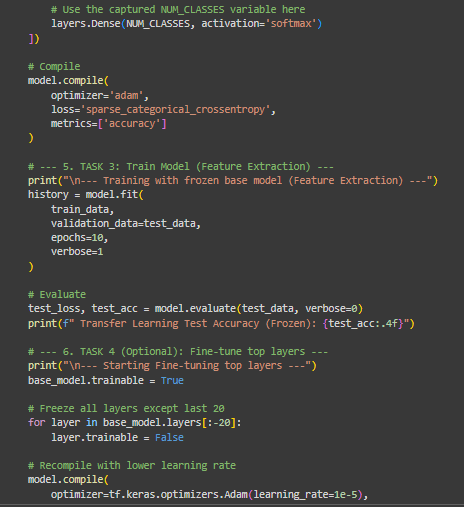 # Use the captured NUM_CLASSES variable here
layers.Dense(NUM_CLASSES, activation='softmax')
])
# Compile
model.compile(
optimizer='adam',
loss='sparse_categorical_crossentropy',
metrics=['accuracy']
)
# --- 5. TASK 3: Train Model (Feature Extraction) ---
print("\n--- Training with frozen base model (Feature Extraction) ---")
history = model.fit(
train_data,
validation_data=test_data,
epochs=10,
verbose=1
)
# Evaluate
test_loss, test_acc = model.evaluate(test_data, verbose=0)
print(f" Transfer Learning Test Accuracy (Frozen): {test_acc:.4f}")
# --- 6. TASK 4 (Optional): Fine-tune top layers ---
print("\n--- Starting Fine-tuning top layers ---")
base_model.trainable = True
# Freeze all layers except last 20
for layer in base_model.layers[:-20]:
layer.trainable = False
# Recompile with lower learning rate
model.compile(
optimizer=tf.keras.optimizers.Adam(learning_rate=1e-5),